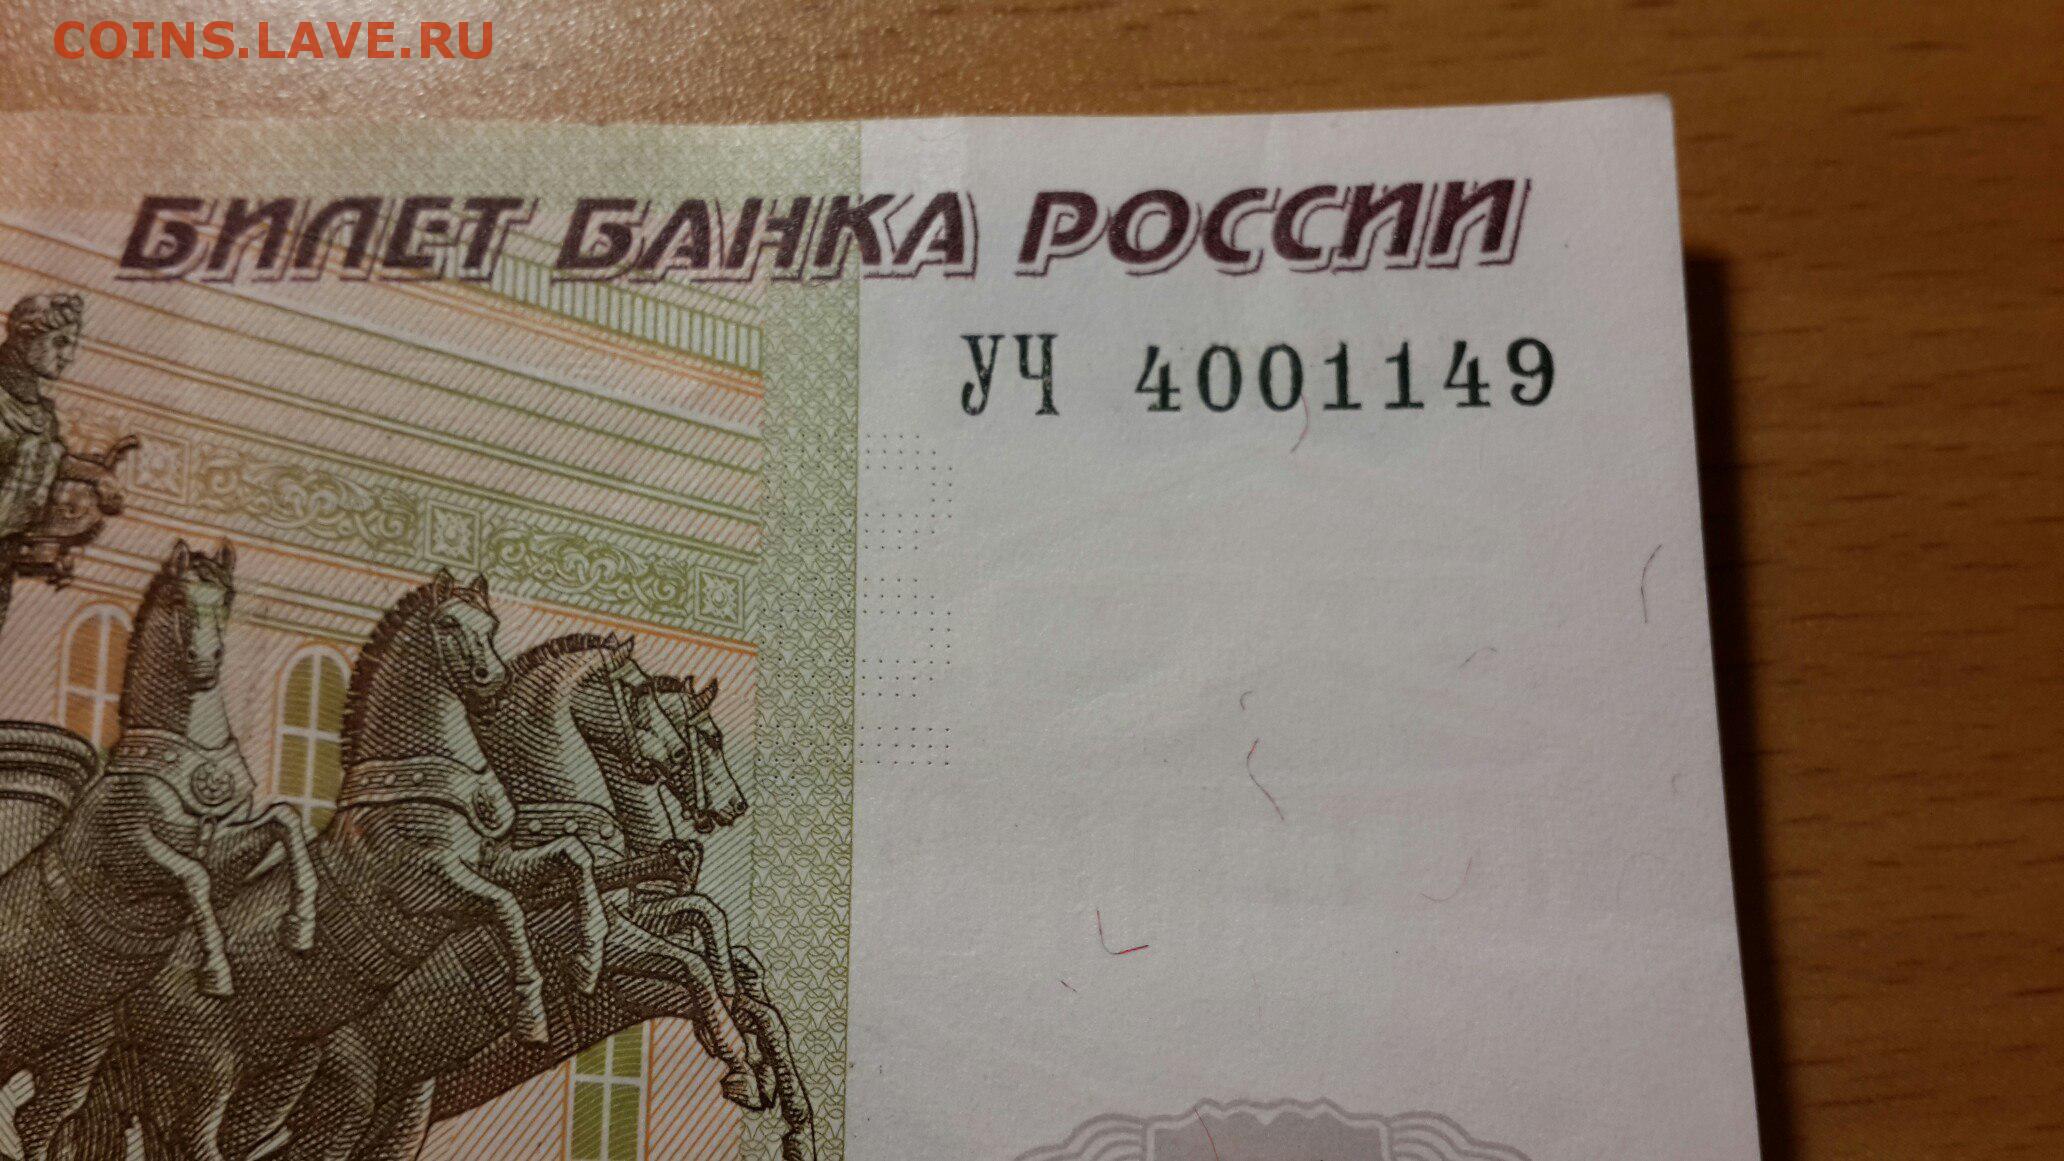 COINS.LAVE.RU
БИЛЕТ БАНКА РОССИИ
УЧ 4001149